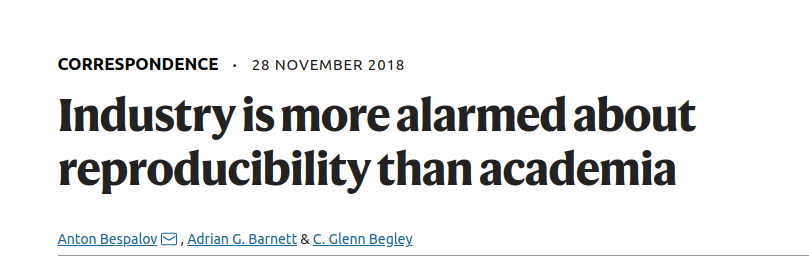 CORRESPONDENCE · 28 NOVEMBER 2018
Industry is more alarmed about
reproducibility than academia
Anton Bespalov, Adrian G. Barnett & C. Glenn Begley